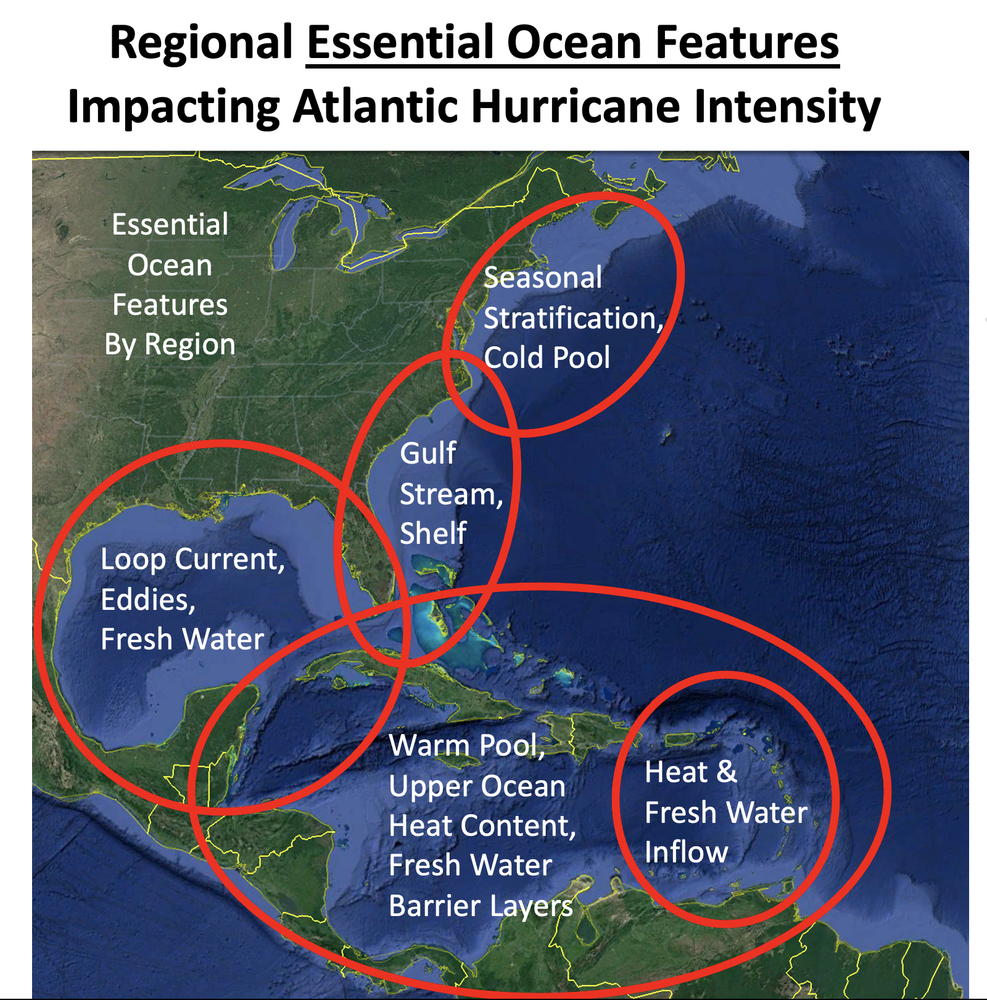 Regional Essential Ocean Features
Impacting Atlantic Hurricane Intensity
Essential
Ocean
Features
By Region
Seasonal
Stratification,
Cold Pool
Gulf
Stream,
Shelf
Loop Current,
Eddies,
Fresh Water
Warm Pool,
Upper Ocean
Heat Content,
Fresh Water
Barrier Layers
Heat &
Fresh Water
Inflow